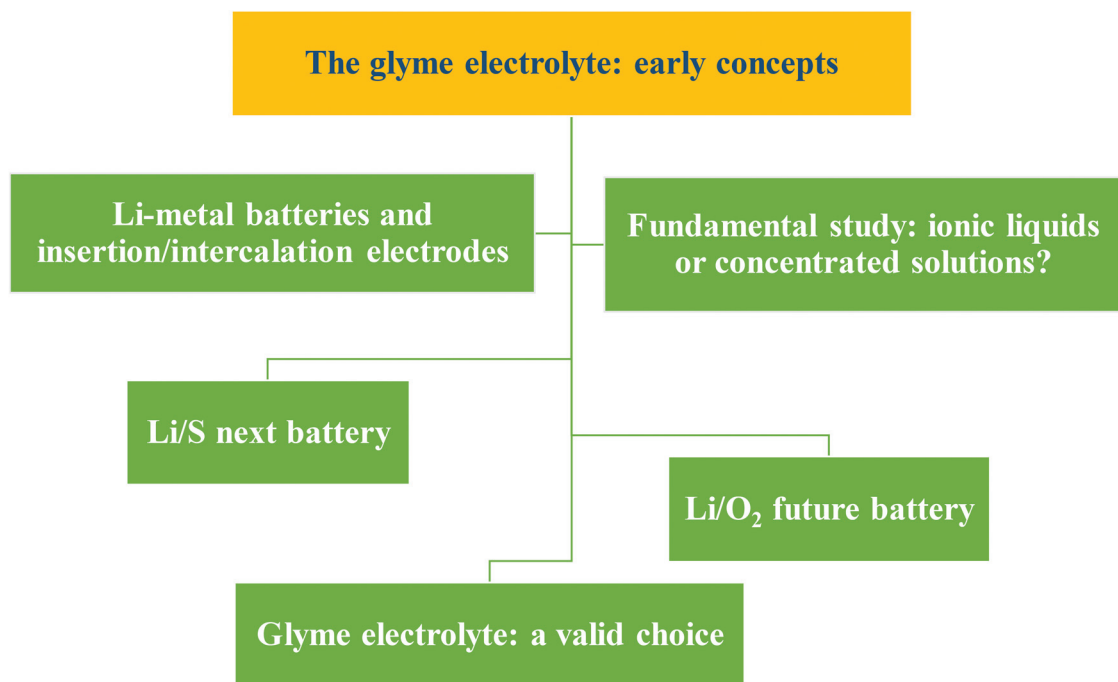 The glyme electrolyte: early concepts
Li-metal batteries and
insertion/intercalation electrodes
Fundamental study: ionic liquids
or concentrated solutions?
Li/S next battery
Li/O₂ future battery
Glyme electrolyte: a valid choice